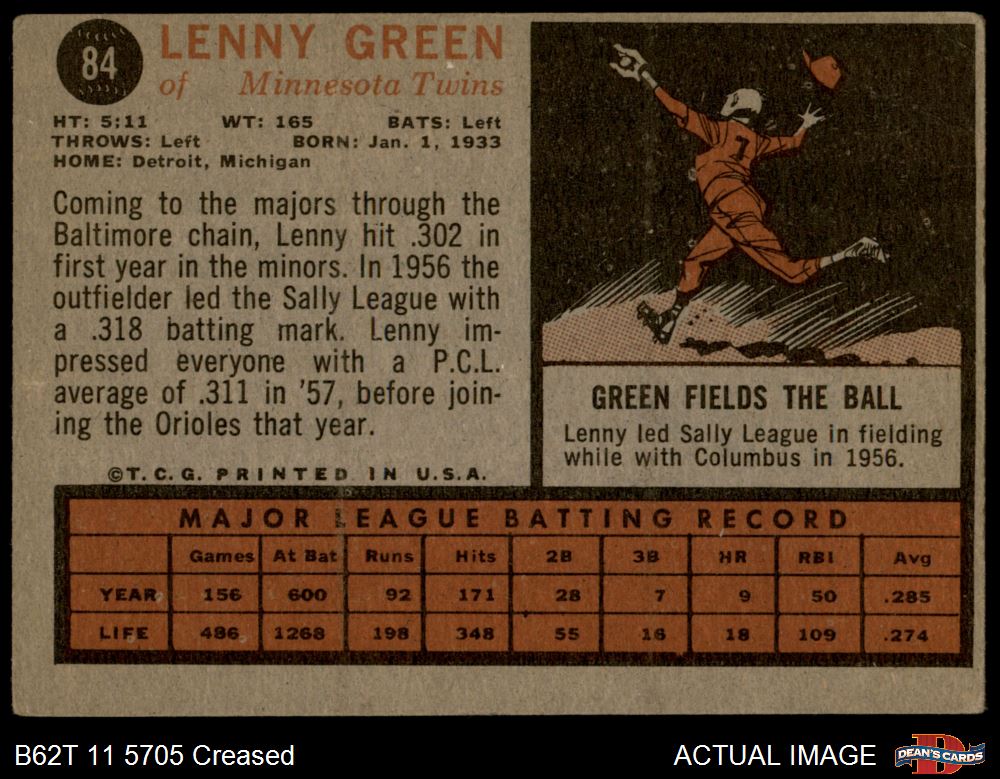 84
LENNY GREEN
of Minnesota Twins
HT: 5:11 WT: 165 BATS: Left
THROWS: Left BORN: Jan. 1, 1933
HOME: Detroit, Michigan
Coming to the majors through the
Baltimore chain, Lenny hit .302 in
first year in the minors. In 1956 the
outfielder led the Sally League with
a .318 batting mark. Lenny im-
pressed everyone with a P.C.L.
average of .311 in '57, before join-
ing the Orioles that year.
©T.C.G. PRINTED IN U.S.A.
7
GREEN FIELDS THE BALL
Lenny led Sally League in fielding
while with Columbus in 1956.
MAJOR LEAGUE BATTING RECORD
Games At Bat Runs Hits 2B 3B HR RBI Avg
YEAR 156 600 92 171 28 7 9 50 .285
LIFE 486 1268 198 348 55 16 18 109 .274
B62T 11 5705 Creased
ACTUAL IMAGE
DEAN'S CARDS